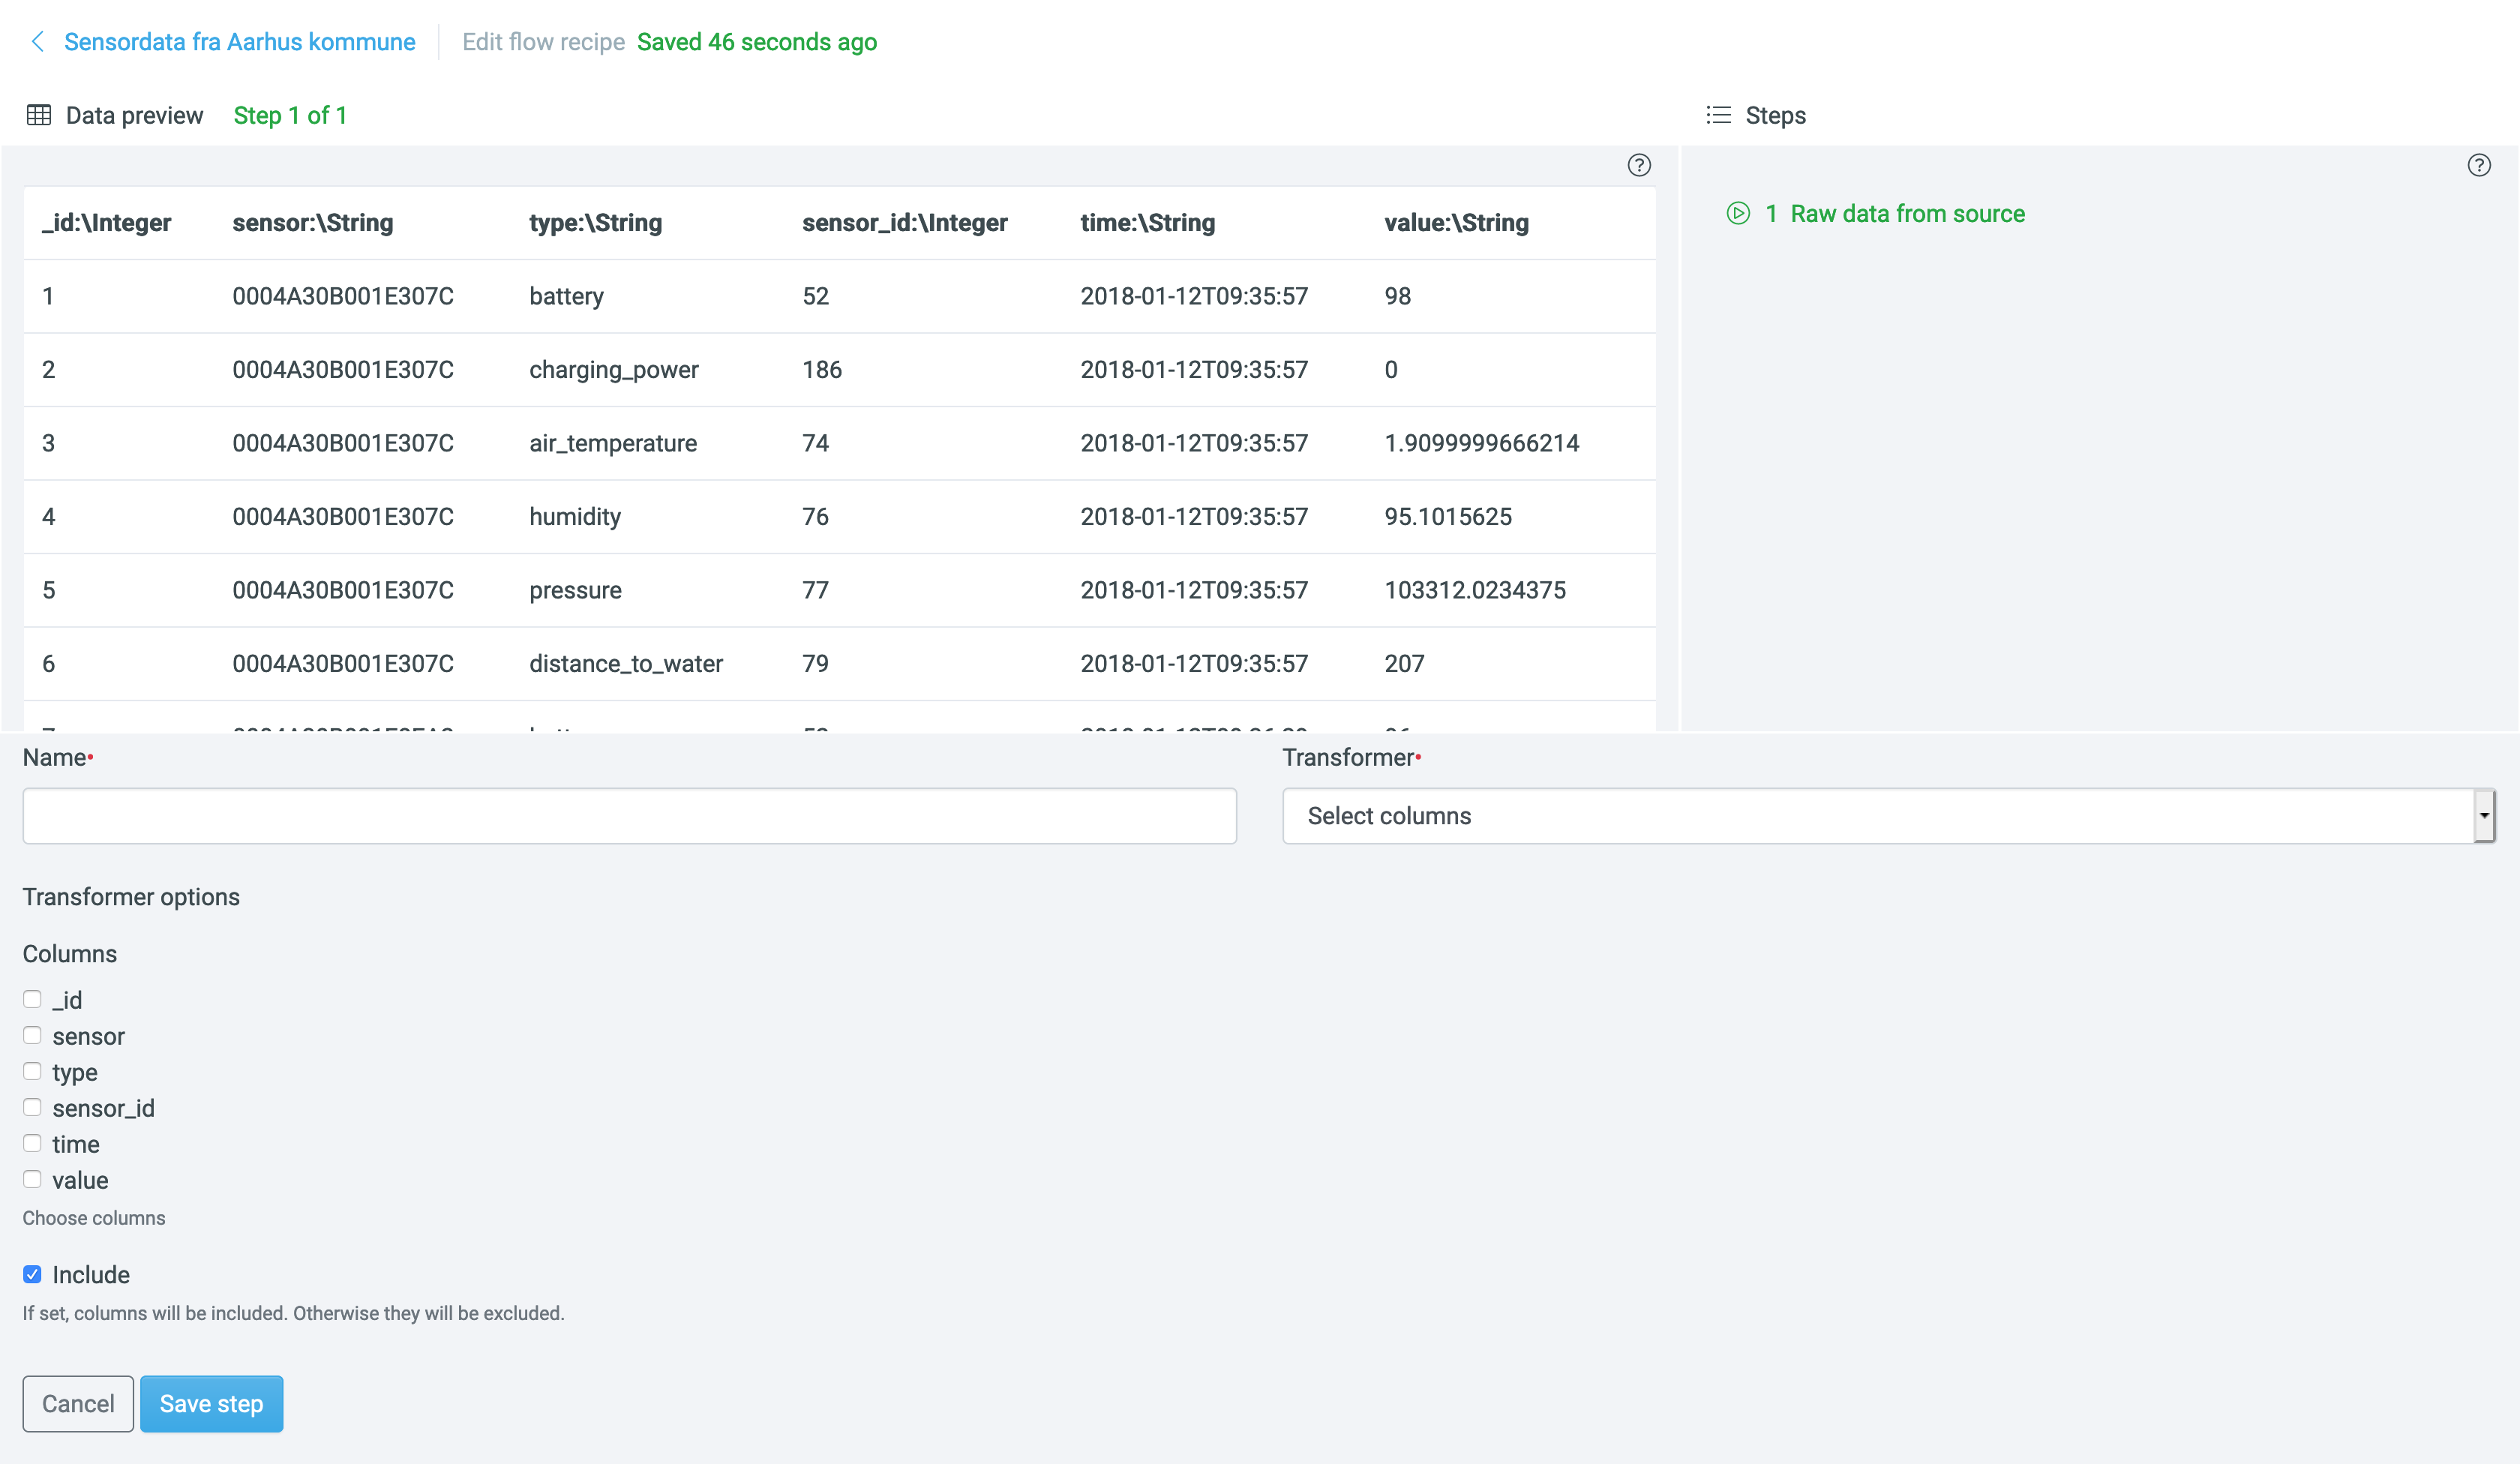 Sensordata fra Aarhus kommune Edit flow recipe Saved 46 seconds ago
Data preview Step 1 of 1
Steps
_id:\Integer sensor:\String type:\String sensor_id:\Integer time:\String value:\String
1 0004A30B001E307C battery 52 2018-01-12T09:35:57 98
2 0004A30B001E307C charging_power 186 2018-01-12T09:35:57 0
3 0004A30B001E307C air_temperature 74 2018-01-12T09:35:57 1.9099999666214
4 0004A30B001E307C humidity 76 2018-01-12T09:35:57 95.1015625
5 0004A30B001E307C pressure 77 2018-01-12T09:35:57 103312.0234375
6 0004A30B001E307C distance_to_water 79 2018-01-12T09:35:57 207
1 Raw data from source
Name
Transformer
Select columns
Transformer options
Columns
_id
sensor
type
sensor_id
time
value
Choose columns
Include
If set, columns will be included. Otherwise they will be excluded.
Cancel Save step